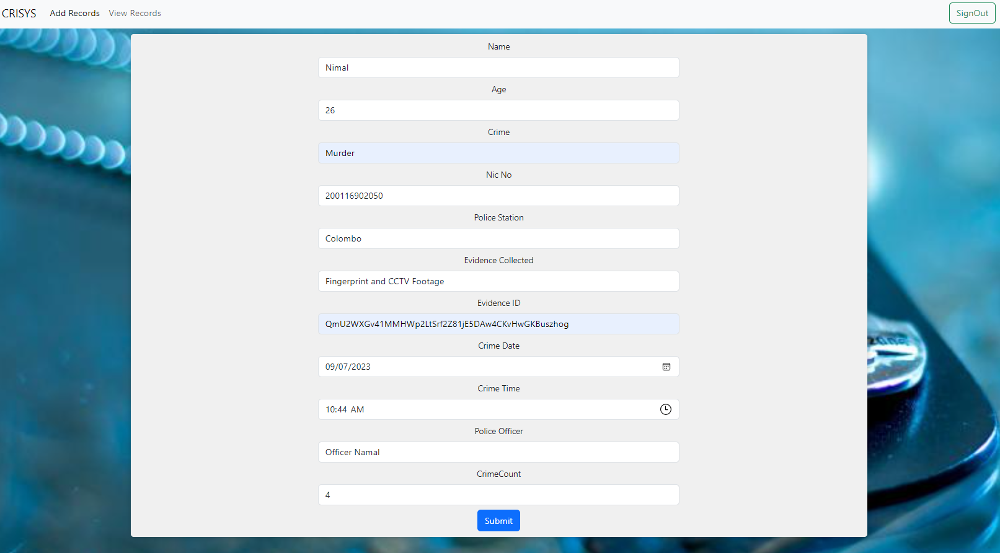 CRISYS Add Records View Records SignOut
Name
Nimal
Age
26
Crime
Murder
Nic No
200116902050
Police Station
Colombo
Evidence Collected
Fingerprint and CCTV Footage
Evidence ID
QmU2WXGv41MMHWp2LtSrf2Z81jE5DAw4CKvHwGKBuszhog
Crime Date
09/07/2023
Crime Time
10:44 AM
Police Officer
Officer Namal
CrimeCount
4
Submit